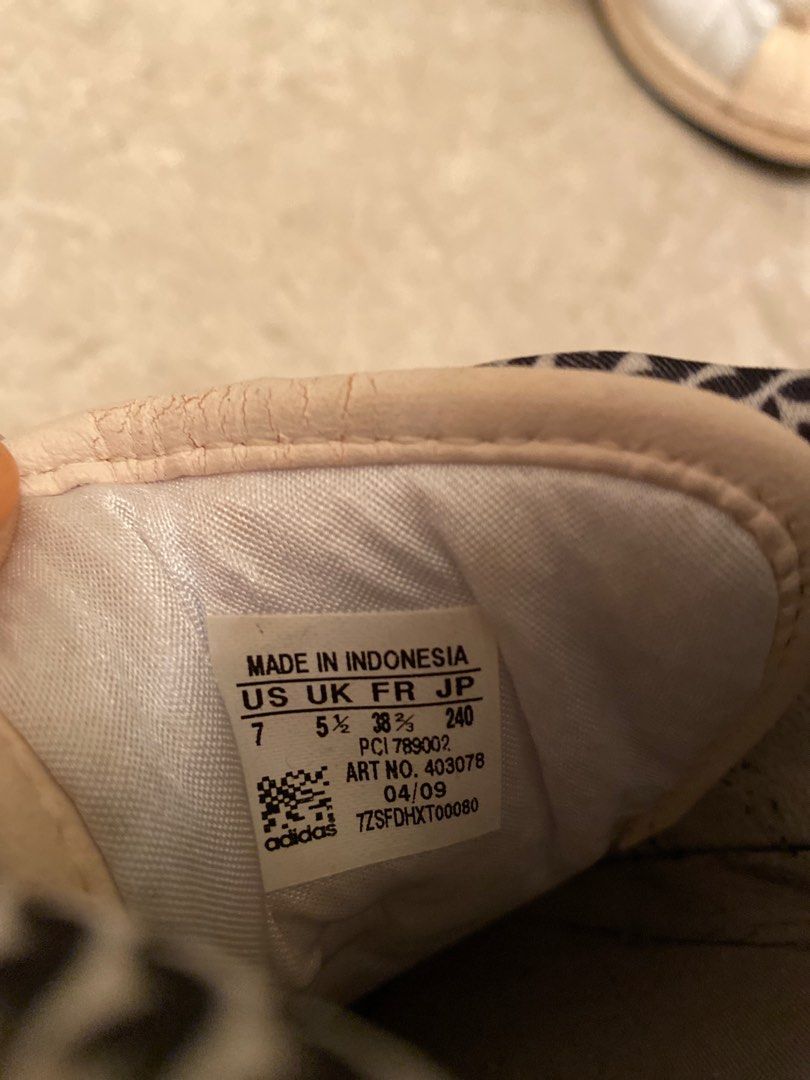 MADE IN INDONESIA
US UK FR JP
7 5½ 38⅔ 240
PCI 789002
ART NO. 403078
04/09
adidas 7ZSFDHXT00080